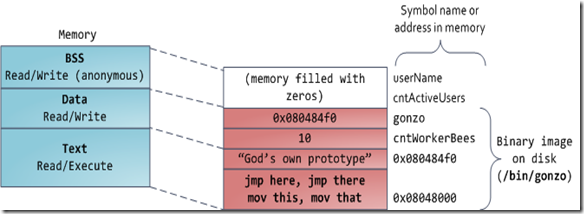 Memory
BSS
Read/Write (anonymous)
Data
Read/Write
Text
Read/Execute
(memory filled with
zeros)
0x080484f0
10
“God’s own prototype”
jmp here, jmp there
mov this, mov that
Symbol name or
address in memory
userName
cntActiveUsers
gonzo
cntWorkerBees
0x080484f0
0x08048000
Binary image
on disk
(/bin/gonzo)